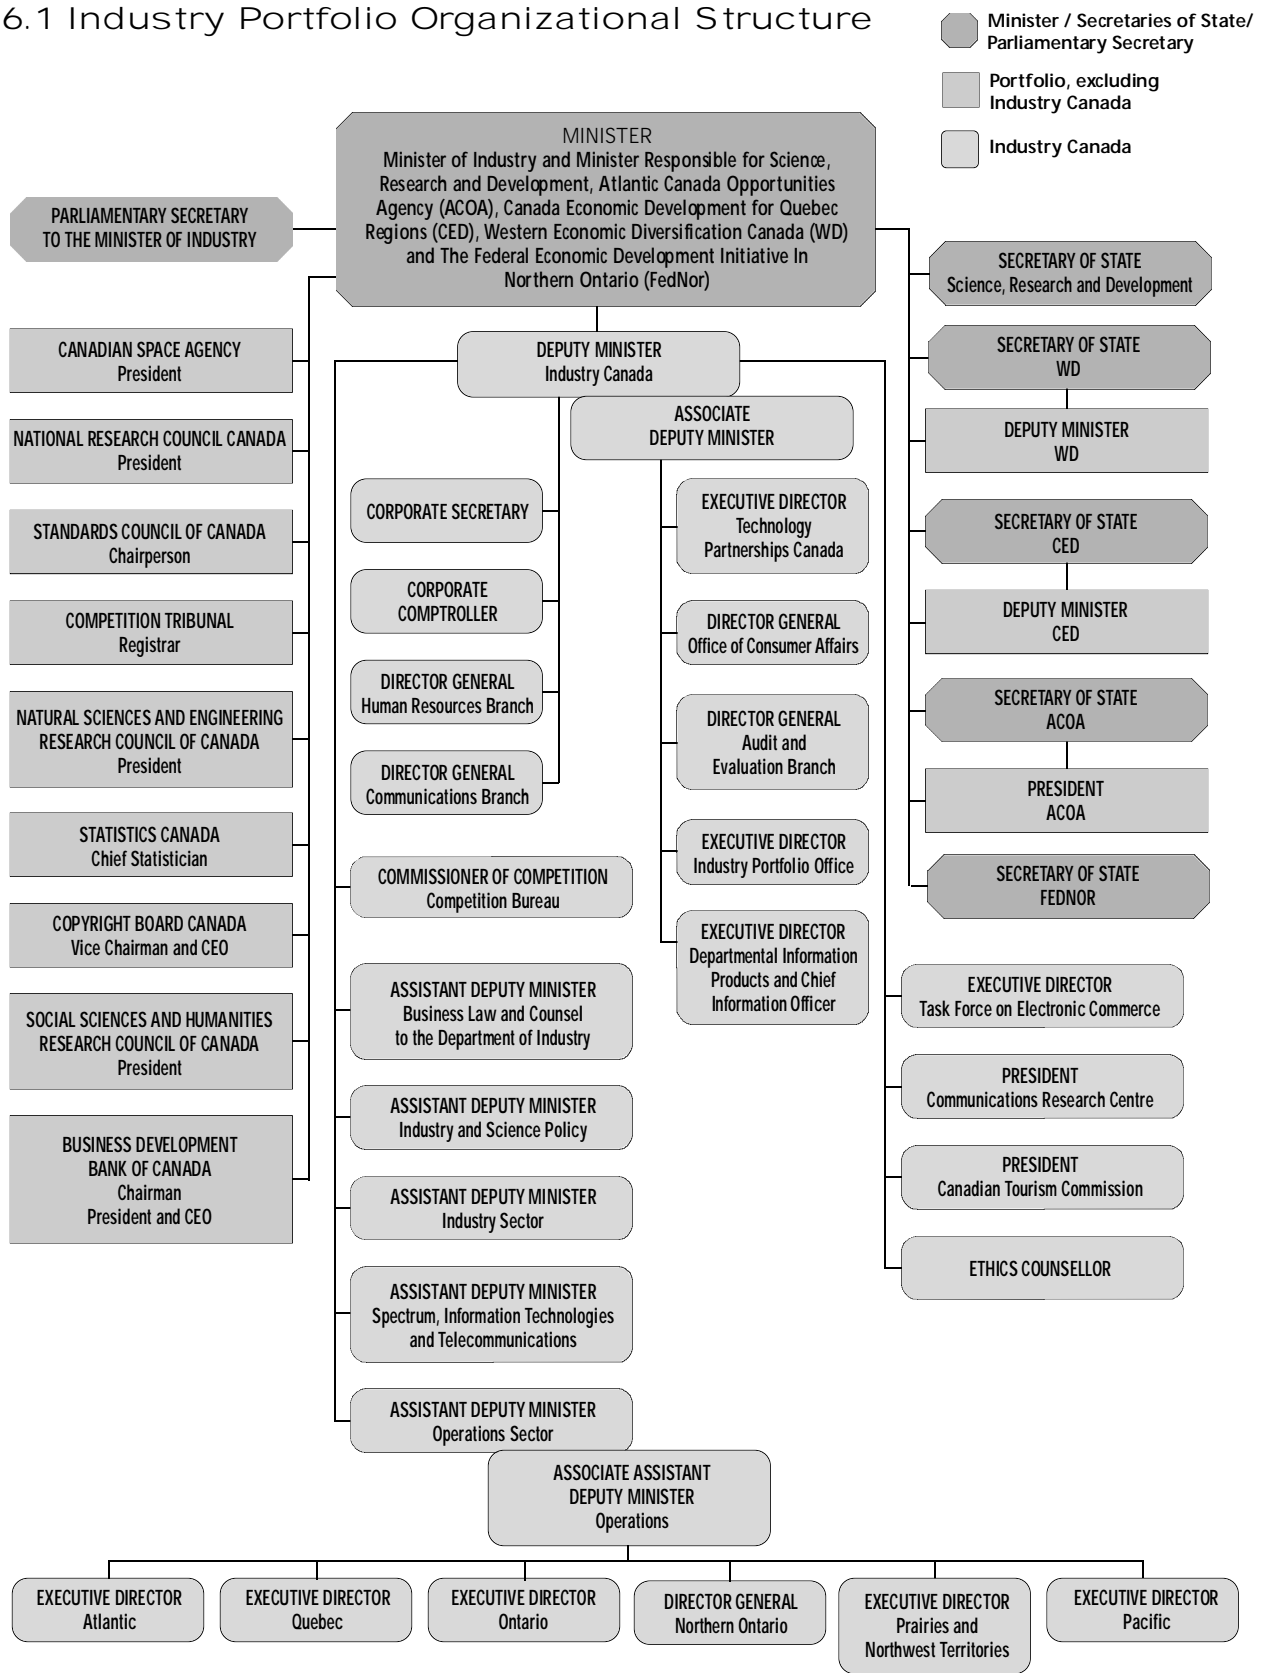 6.1 Industry Portfolio Organizational Structure
Minister / Secretaries of State/
Parliamentary Secretary
Portfolio, excluding
Industry Canada
Industry Canada
MINISTER
Minister of Industry and Minister Responsible for Science,
Research and Development, Atlantic Canada Opportunities
Agency (ACOA), Canada Economic Development for Quebec
Regions (CED), Western Economic Diversification Canada (WD)
and The Federal Economic Development Initiative In
Northern Ontario (FedNor)
PARLIAMENTARY SECRETARY
TO THE MINISTER OF INDUSTRY
CANADIAN SPACE AGENCY
President
NATIONAL RESEARCH COUNCIL CANADA
President
STANDARDS COUNCIL OF CANADA
Chairperson
COMPETITION TRIBUNAL
Registrar
NATURAL SCIENCES AND ENGINEERING
RESEARCH COUNCIL OF CANADA
President
STATISTICS CANADA
Chief Statistician
COPYRIGHT BOARD CANADA
Vice Chairman and CEO
SOCIAL SCIENCES AND HUMANITIES
RESEARCH COUNCIL OF CANADA
President
BUSINESS DEVELOPMENT
BANK OF CANADA
Chairman
President and CEO
DEPUTY MINISTER
Industry Canada
ASSOCIATE
DEPUTY MINISTER
CORPORATE SECRETARY
CORPORATE
COMPTROLLER
DIRECTOR GENERAL
Human Resources Branch
DIRECTOR GENERAL
Communications Branch
EXECUTIVE DIRECTOR
Technology
Partnerships Canada
DIRECTOR GENERAL
Office of Consumer Affairs
DIRECTOR GENERAL
Audit and
Evaluation Branch
EXECUTIVE DIRECTOR
Industry Portfolio Office
EXECUTIVE DIRECTOR
Departmental Information
Products and Chief
Information Officer
COMMISSIONER OF COMPETITION
Competition Bureau
ASSISTANT DEPUTY MINISTER
Business Law and Counsel
to the Department of Industry
ASSISTANT DEPUTY MINISTER
Industry and Science Policy
ASSISTANT DEPUTY MINISTER
Industry Sector
ASSISTANT DEPUTY MINISTER
Spectrum, Information Technologies
and Telecommunications
ASSISTANT DEPUTY MINISTER
Operations Sector
SECRETARY OF STATE
Science, Research and Development
SECRETARY OF STATE
WD
DEPUTY MINISTER
WD
SECRETARY OF STATE
CED
DEPUTY MINISTER
CED
SECRETARY OF STATE
ACOA
PRESIDENT
ACOA
SECRETARY OF STATE
FEDNOR
EXECUTIVE DIRECTOR
Task Force on Electronic Commerce
PRESIDENT
Communications Research Centre
PRESIDENT
Canadian Tourism Commission
ETHICS COUNSELLOR
ASSOCIATE ASSISTANT
DEPUTY MINISTER
Operations
EXECUTIVE DIRECTOR
Atlantic
EXECUTIVE DIRECTOR
Quebec
EXECUTIVE DIRECTOR
Ontario
DIRECTOR GENERAL
Northern Ontario
EXECUTIVE DIRECTOR
Prairies and
Northwest Territories
EXECUTIVE DIRECTOR
Pacific